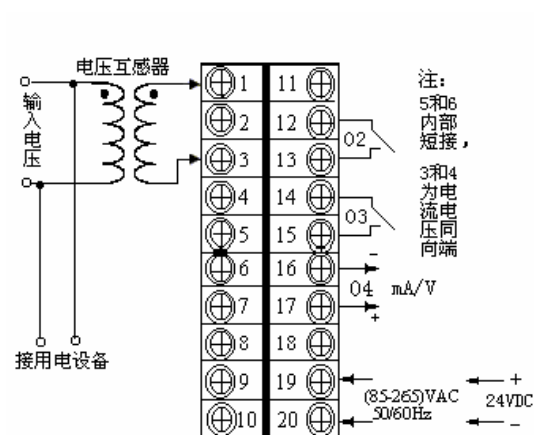 电压互感器
输入电压
接用电设备
1 11
2 12
3 13
4 14
5 15
6 16
7 17
8 18
9 19
10 20
O2
O3
-
O4 mA/V
+
(85-265)VAC
50/60Hz
+
24VDC
-
注:
5和6
内部
短接，
3和4
为电
流电
压同
向端